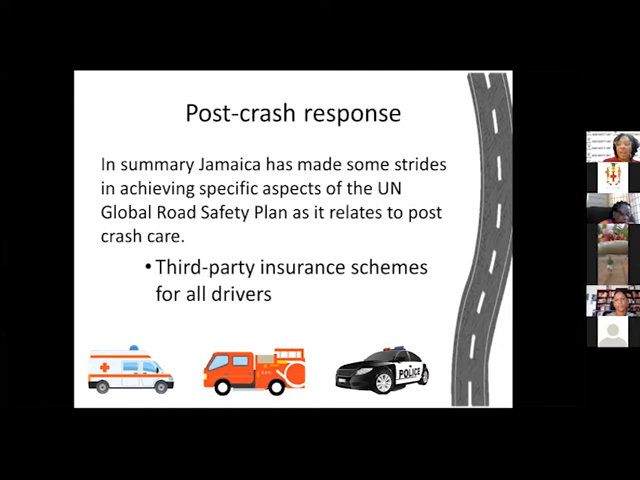 Post-crash response
In summary Jamaica has made some strides
in achieving specific aspects of the UN
Global Road Safety Plan as it relates to post
crash care.
•Third-party insurance schemes
for all drivers
POLICE